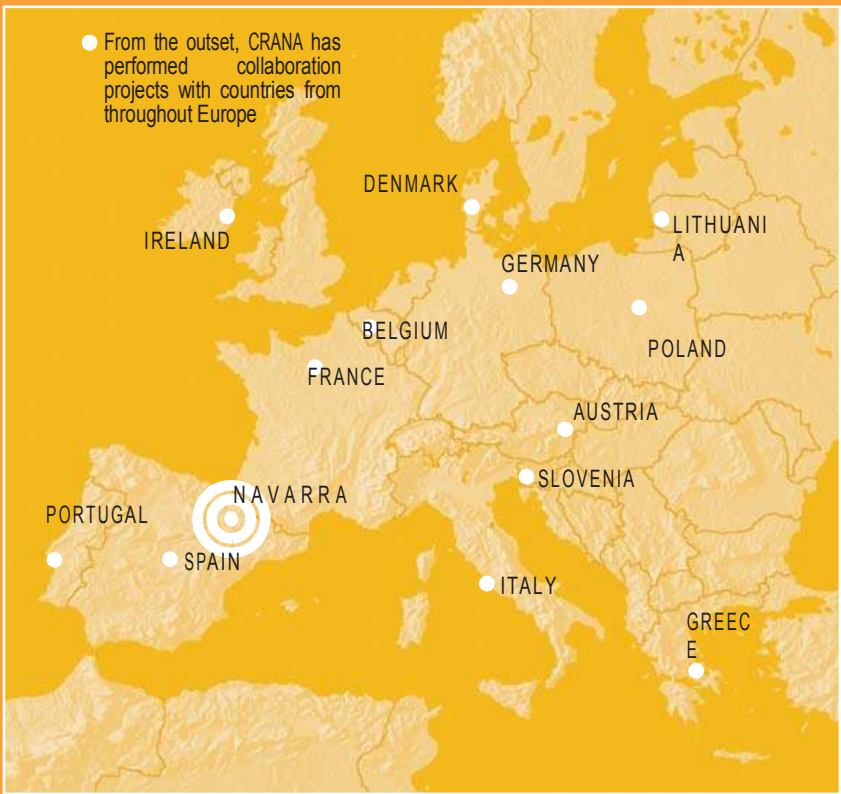 From the outset, CRANA has
performed collaboration
projects with countries from
throughout Europe
DENMARK
IRELAND
LITHUANI
A
GERMANY
BELGIUM
POLAND
FRANCE
AUSTRIA
SLOVENIA
NAVARRA
PORTUGAL
SPAIN
ITALY
GREEC
E